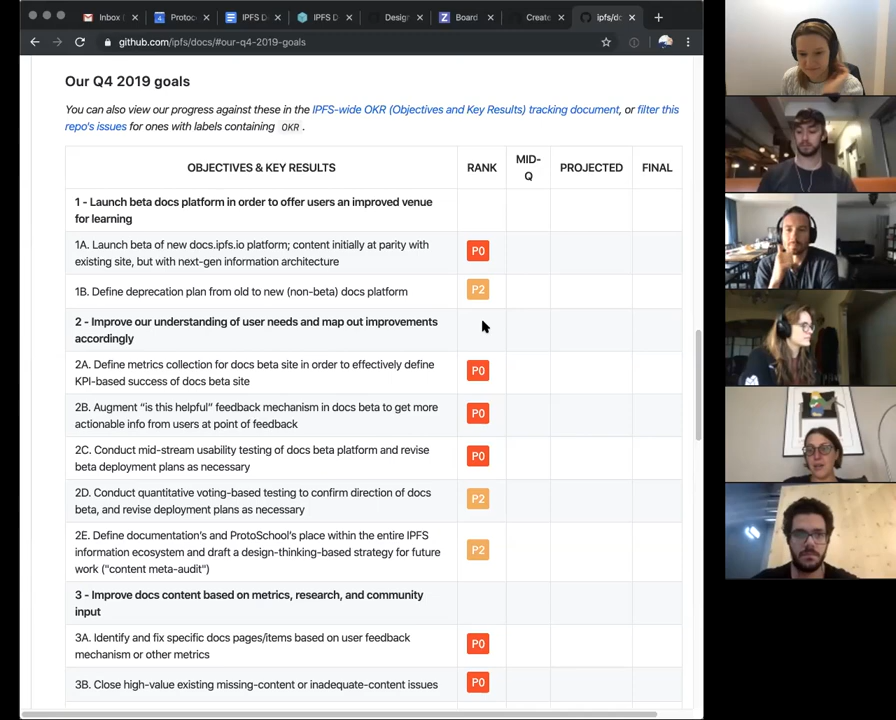 Inbox
Protoc
IPFS D
IPFS D
Design
Board
Create
ipfs/dc
github.com/ipfs/docs/#our-q4-2019-goals
Our Q4 2019 goals
You can also view our progress against these in the IPFS-wide OKR (Objectives and Key Results) tracking document, or filter this
repo's issues for ones with labels containing OKR .
OBJECTIVES & KEY RESULTS RANK MID-
Q PROJECTED FINAL
1 - Launch beta docs platform in order to offer users an improved venue
for learning
1A. Launch beta of new docs.ipfs.io platform; content initially at parity with
existing site, but with next-gen information architecture
P0
1B. Define deprecation plan from old to new (non-beta) docs platform
P2
2 - Improve our understanding of user needs and map out improvements
accordingly
2A. Define metrics collection for docs beta site in order to effectively define
KPI-based success of docs beta site
P0
2B. Augment “is this helpful” feedback mechanism in docs beta to get more
actionable info from users at point of feedback
P0
2C. Conduct mid-stream usability testing of docs beta platform and revise
beta deployment plans as necessary
P0
2D. Conduct quantitative voting-based testing to confirm direction of docs
beta, and revise deployment plans as necessary
P2
2E. Define documentation's and ProtoSchool's place within the entire IPFS
information ecosystem and draft a design-thinking-based strategy for future
work ("content meta-audit")
P2
3 - Improve docs content based on metrics, research, and community
input
3A. Identify and fix specific docs pages/items based on user feedback
mechanism or other metrics
P0
3B. Close high-value existing missing-content or inadequate-content issues
P0